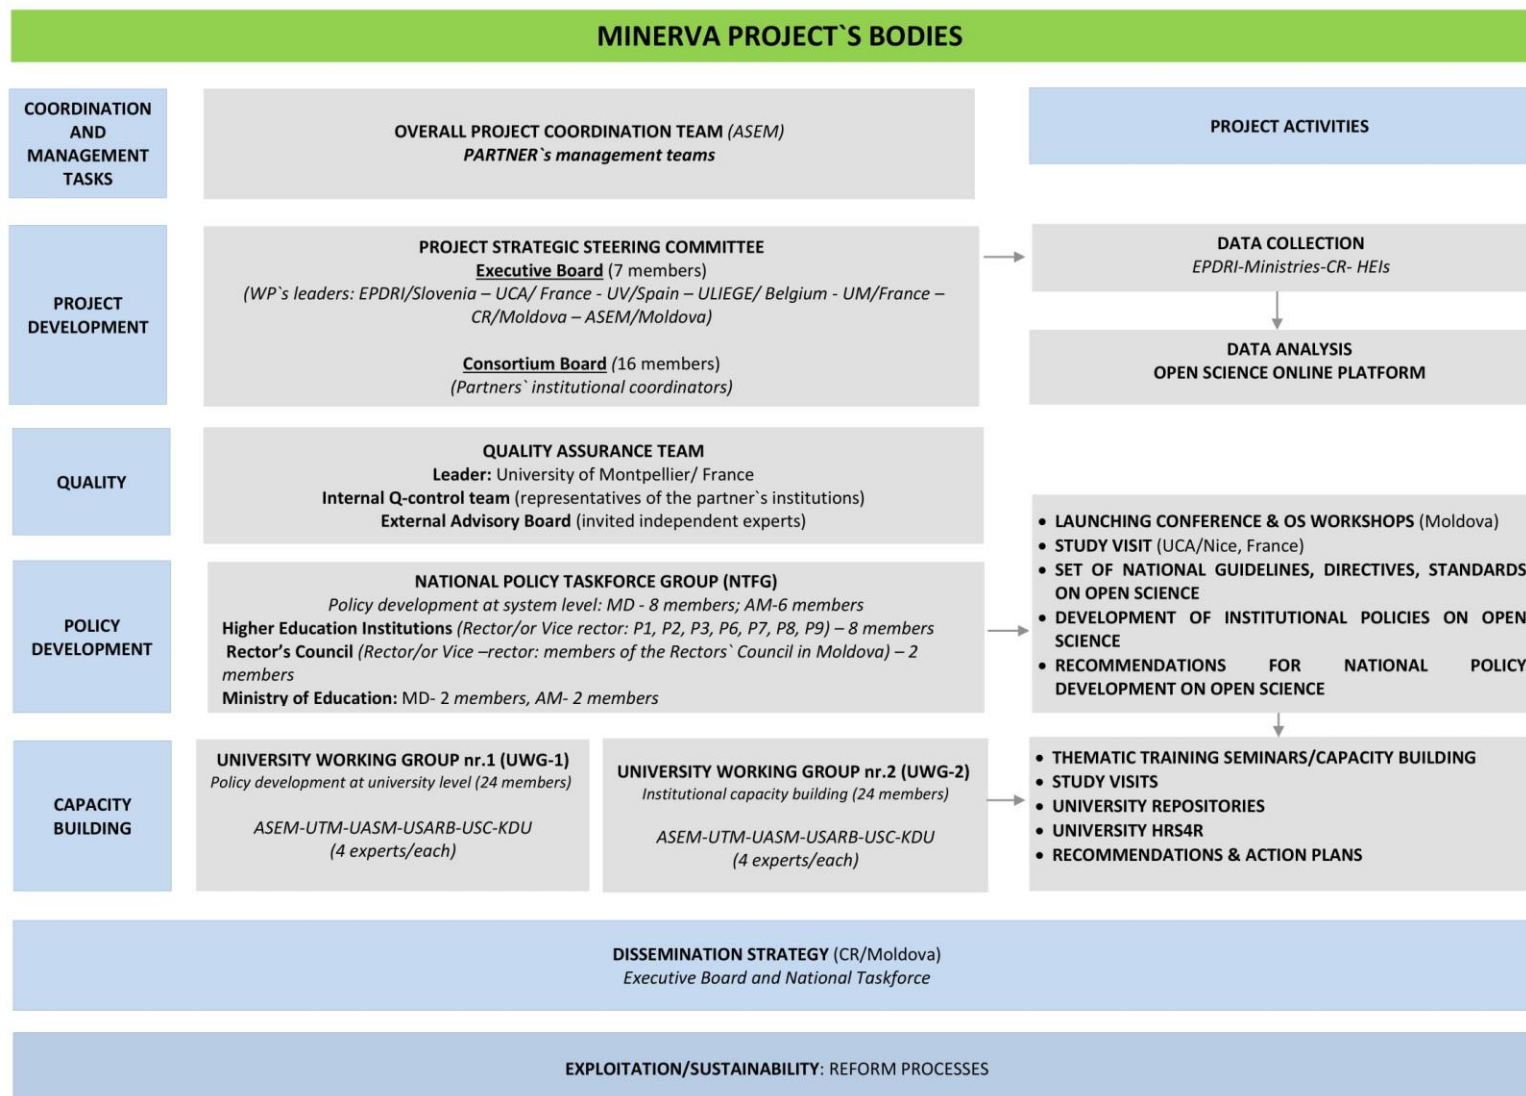 MINERVA PROJECT`S BODIES
COORDINATION
AND
MANAGEMENT
TASKS
OVERALL PROJECT COORDINATION TEAM (ASEM)
PARTNER`s management teams
PROJECT ACTIVITIES
PROJECT
DEVELOPMENT
PROJECT STRATEGIC STEERING COMMITTEE
Executive Board (7 members)
(WP`s leaders: EPDRI/Slovenia – UCA/ France - UV/Spain – ULIEGE/ Belgium - UM/France –
CR/Moldova – ASEM/Moldova)
Consortium Board (16 members)
(Partners` institutional coordinators)
DATA COLLECTION
EPDRI-Ministries-CR- HEIs
DATA ANALYSIS
OPEN SCIENCE ONLINE PLATFORM
QUALITY
QUALITY ASSURANCE TEAM
Leader: University of Montpellier/ France
Internal Q-control team (representatives of the partner`s institutions)
External Advisory Board (invited independent experts)
POLICY
DEVELOPMENT
NATIONAL POLICY TASKFORCE GROUP (NTFG)
Policy development at system level: MD - 8 members; AM-6 members
Higher Education Institutions (Rector/or Vice rector: P1, P2, P3, P6, P7, P8, P9) – 8 members
Rector’s Council (Rector/or Vice –rector: members of the Rectors` Council in Moldova) – 2
members
Ministry of Education: MD- 2 members, AM- 2 members
• LAUNCHING CONFERENCE & OS WORKSHOPS (Moldova)
• STUDY VISIT (UCA/Nice, France)
• SET OF NATIONAL GUIDELINES, DIRECTIVES, STANDARDS
ON OPEN SCIENCE
• DEVELOPMENT OF INSTITUTIONAL POLICIES ON OPEN
SCIENCE
• RECOMMENDATIONS FOR NATIONAL POLICY
DEVELOPMENT ON OPEN SCIENCE
CAPACITY
BUILDING
UNIVERSITY WORKING GROUP nr.1 (UWG-1)
Policy development at university level (24 members)
ASEM-UTM-UASM-USARB-USC-KDU
(4 experts/each)
UNIVERSITY WORKING GROUP nr.2 (UWG-2)
Institutional capacity building (24 members)
ASEM-UTM-UASM-USARB-USC-KDU
(4 experts/each)
• THEMATIC TRAINING SEMINARS/CAPACITY BUILDING
• STUDY VISITS
• UNIVERSITY REPOSITORIES
• UNIVERSITY HRS4R
• RECOMMENDATIONS & ACTION PLANS
DISSEMINATION STRATEGY (CR/Moldova)
Executive Board and National Taskforce
EXPLOITATION/SUSTAINABILITY: REFORM PROCESSES